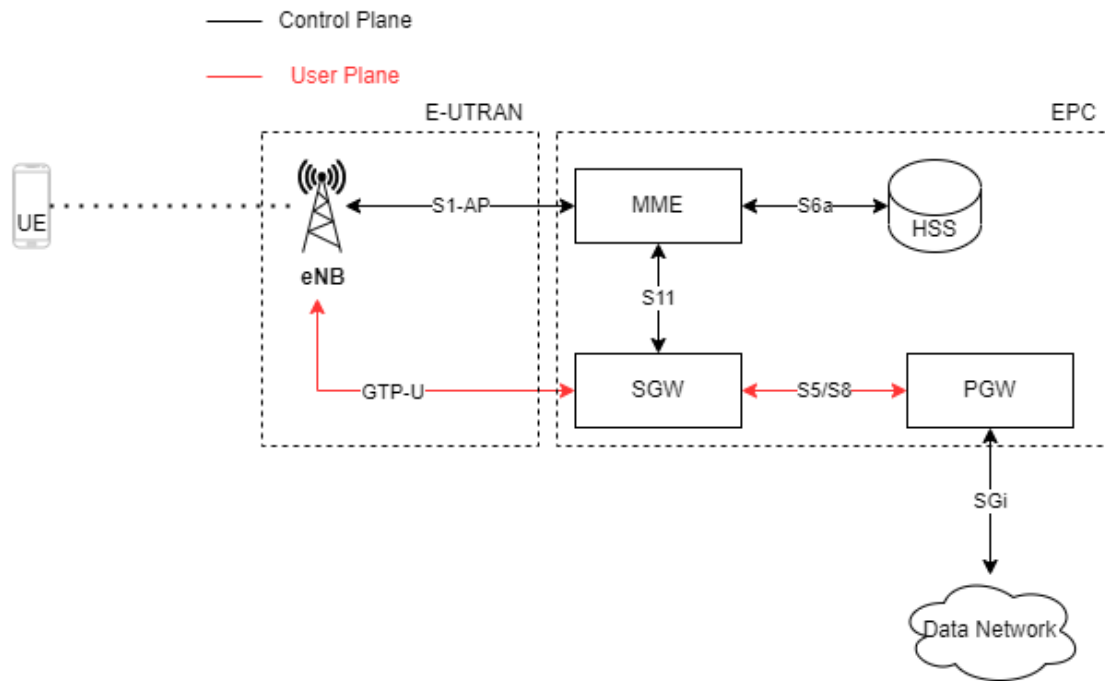 Control Plane
User Plane
E-UTRAN
EPC
UE
eNB
S1-AP
MME
S6a
HSS
S11
GTP-U
SGW
S5/S8
PGW
SGi
Data Network